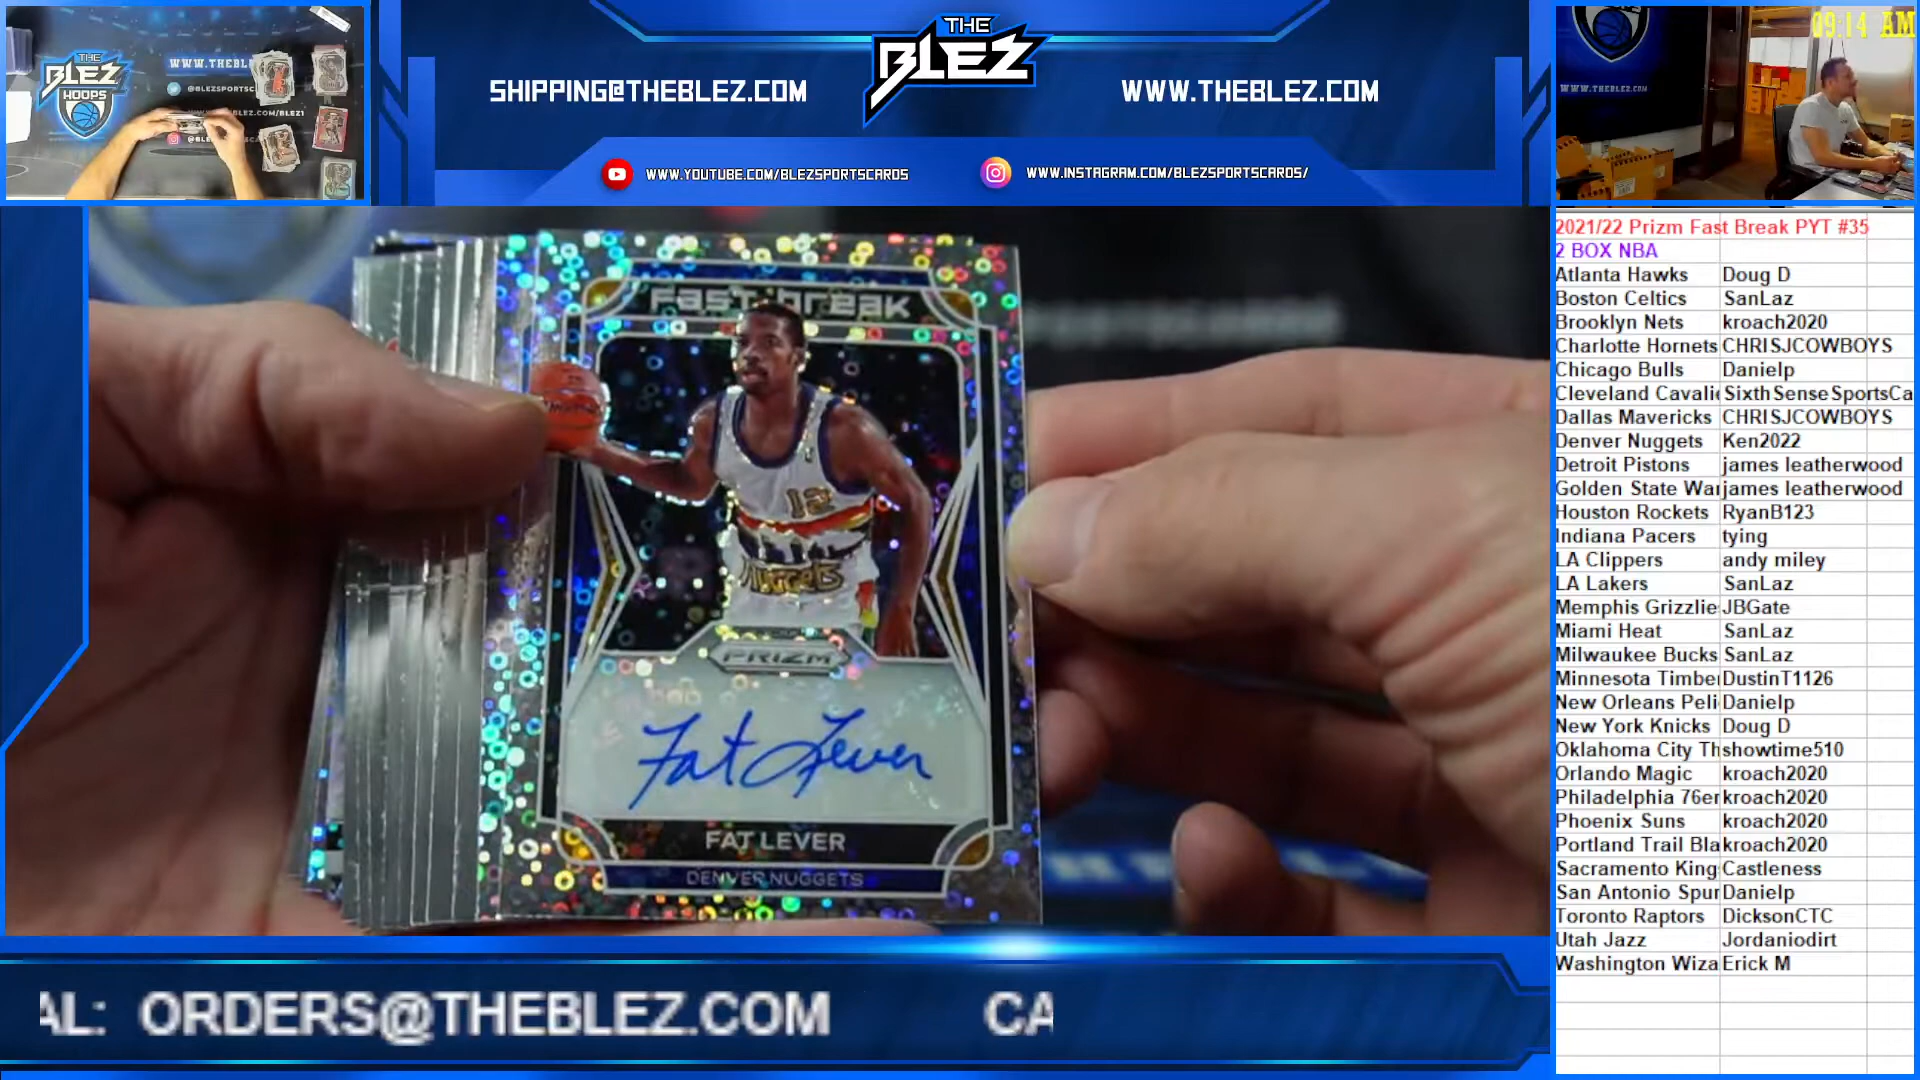 THE
BLEZ
HOOPS
WWW.THEBL
@BLEZSPORTSC
SHIPPING@THEBLEZ.COM
THE
BLEZ
WWW.THEBLEZ.COM
WWW.YOUTUBE.COM/BLEZSPORTSCARDS
WWW.INSTAGRAM.COM/BLEZSPORTSCARDS/
09:14 AM
WWW.THEBLEZ.COM
Fast break
12
Nuggets
PRIZM
Fat Lever
FAT LEVER
DENVER NUGGETS
2021/22 Prizm Fast Break PYT #35
2 BOX NBA
Atlanta Hawks Doug D
Boston Celtics SanLaz
Brooklyn Nets kroach2020
Charlotte Hornets CHRISJCOWBOYS
Chicago Bulls Danielp
Cleveland Cavali SixthSenseSportsCa
Dallas Mavericks CHRISJCOWBOYS
Denver Nuggets Ken2022
Detroit Pistons james leatherwood
Golden State War james leatherwood
Houston Rockets RyanB123
Indiana Pacers tying
LA Clippers andy miley
LA Lakers SanLaz
Memphis Grizzlie JBGate
Miami Heat SanLaz
Milwaukee Bucks SanLaz
Minnesota Timbe DustinT1126
New Orleans Peli Danielp
New York Knicks Doug D
Oklahoma City Th showtime510
Orlando Magic kroach2020
Philadelphia 76er kroach2020
Phoenix Suns kroach2020
Portland Trail Bla kroach2020
Sacramento King Castleness
San Antonio Spur Danielp
Toronto Raptors DicksonCTC
Utah Jazz Jordaniodirt
Washington Wiza Erick M
AL: ORDERS@THEBLEZ.COM CA